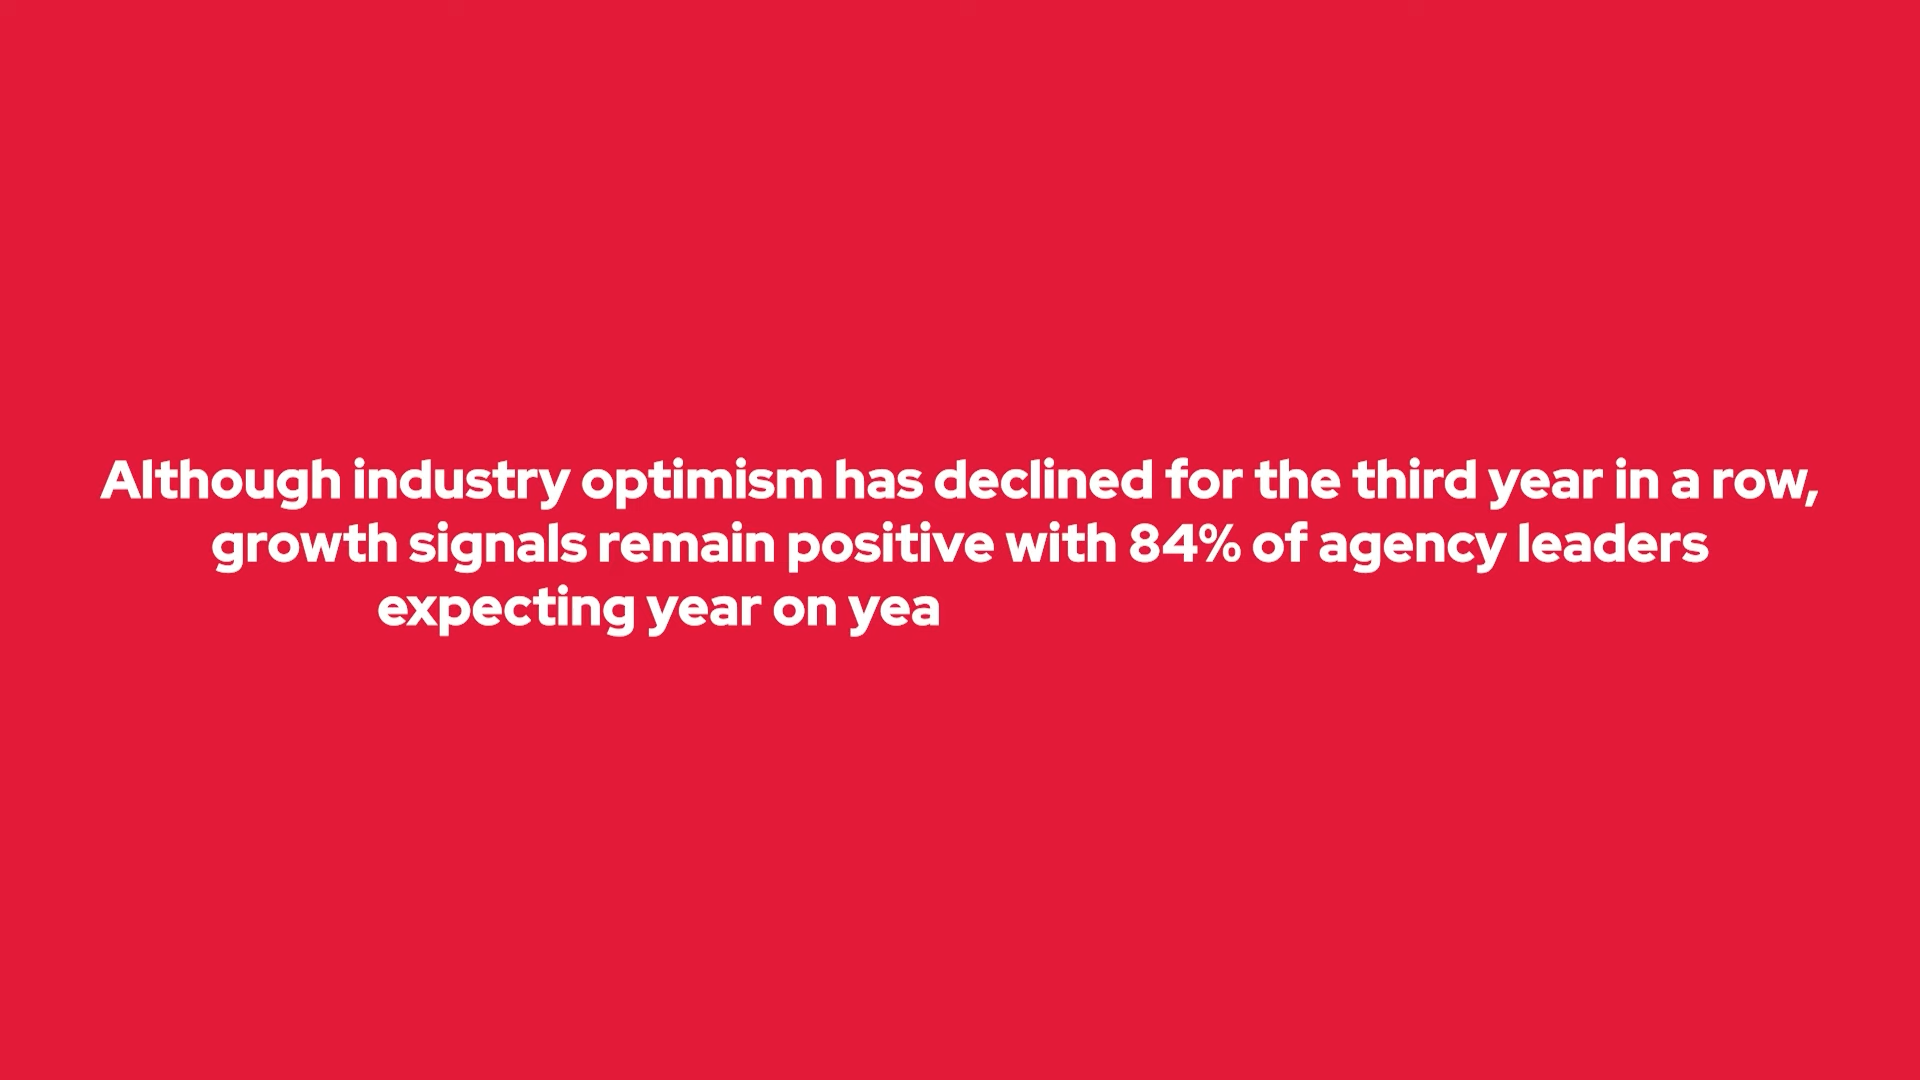 Although industry optimism has declined for the third year in a row,
growth signals remain positive with 84% of agency leaders
expecting year on yea